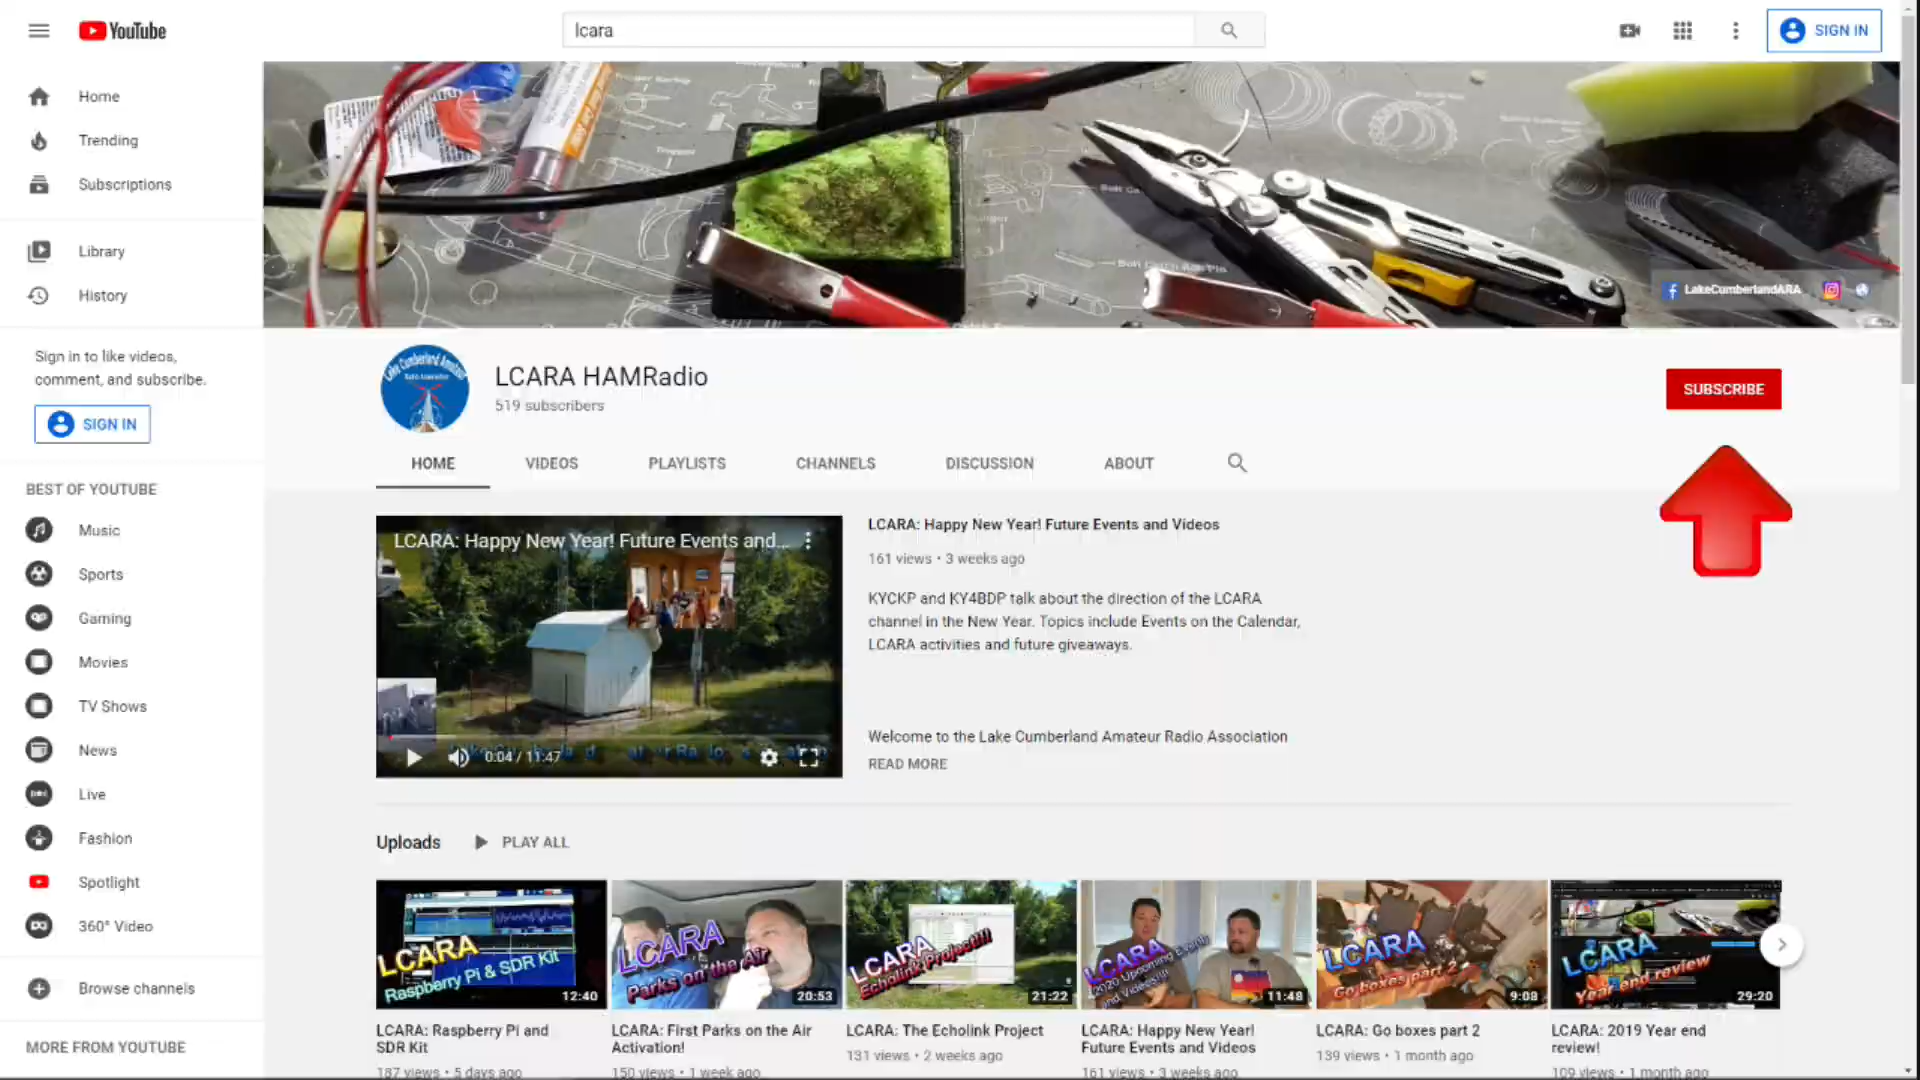 YouTube
lcara
SIGN IN
Home
Trending
Subscriptions
Library
History
Sign in to like videos,
comment, and subscribe.
SIGN IN
BEST OF YOUTUBE
Music
Sports
Gaming
Movies
TV Shows
News
Live
Fashion
Spotlight
360° Video
Browse channels
MORE FROM YOUTUBE
LakeCumberlandARA
Lake Cumberland Amateur
LCARA HAMRadio
519 subscribers
SUBSCRIBE
HOME
VIDEOS
PLAYLISTS
CHANNELS
DISCUSSION
ABOUT
LCARA: Happy New Year! Future Events and...
0:04 / 11:47
LCARA: Happy New Year! Future Events and Videos
161 views • 3 weeks ago
KYCKP and KY4BDP talk about the direction of the LCARA
channel in the New Year. Topics include Events on the Calendar,
LCARA activities and future giveaways.
Welcome to the Lake Cumberland Amateur Radio Association
READ MORE
Uploads
PLAY ALL
LCARA
Raspberry Pi & SDR Kit
12:40
LCARA
Parks on the Air
20:53
LCARA
Echolink Project!!!
21:22
LCARA
2020 Upcoming Events
and Videos!!!!
11:48
LCARA
Go boxes part 2
9:08
LCARA
Year end review
29:20
LCARA: Raspberry Pi and
SDR Kit
187 views • 5 days ago
LCARA: First Parks on the Air
Activation!
150 views • 1 week ago
LCARA: The Echolink Project
131 views • 2 weeks ago
LCARA: Happy New Year!
Future Events and Videos
161 views • 3 weeks ago
LCARA: Go boxes part 2
139 views • 1 month ago
LCARA: 2019 Year end
review!
109 views • 1 month ago